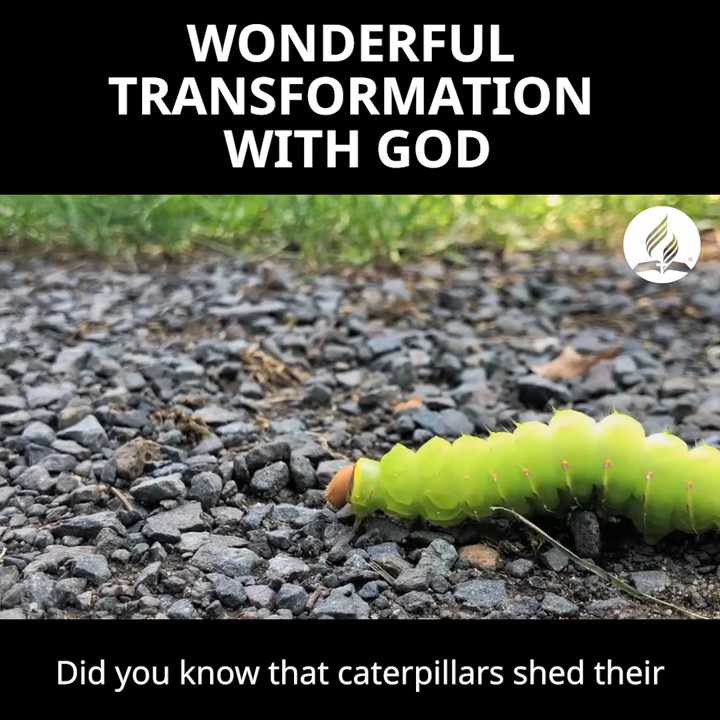 WONDERFUL
TRANSFORMATION
WITH GOD
Did you know that caterpillars shed their